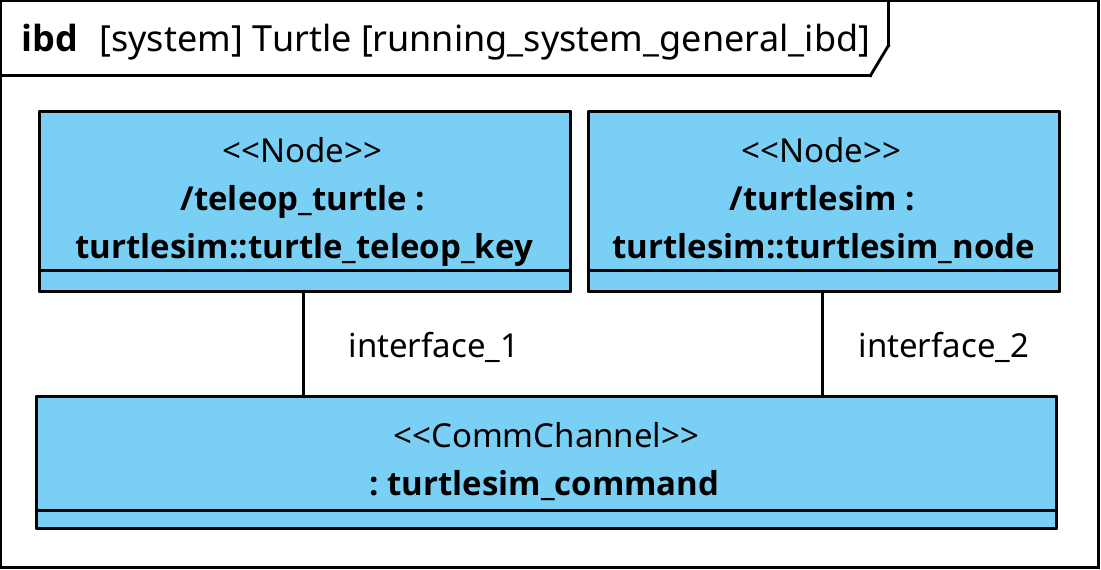 ibd [system] Turtle [running_system_general_ibd]
<<Node>>
/teleop_turtle :
turtlesim::turtle_teleop_key
<<Node>>
/turtlesim :
turtlesim::turtlesim_node
interface_1
interface_2
<<CommChannel>>
: turtlesim_command